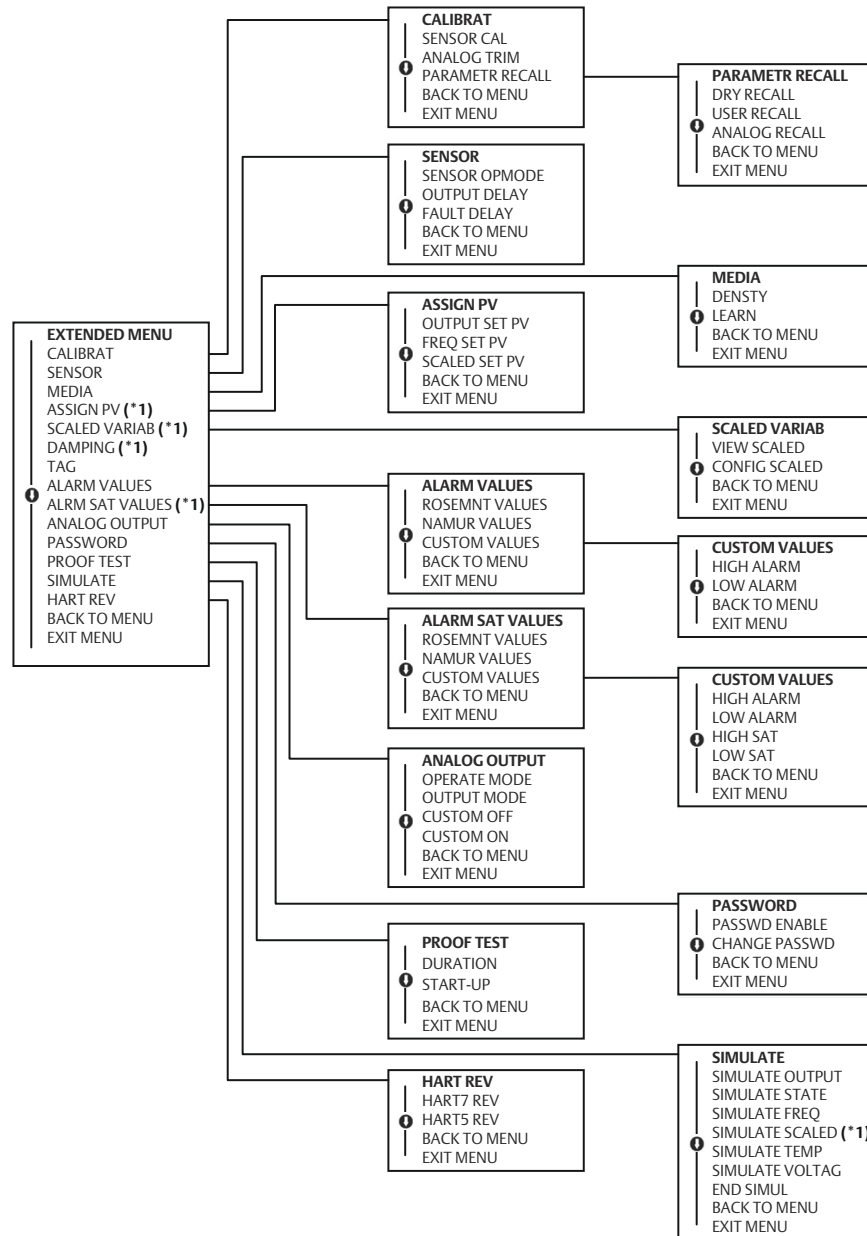 CALIBRAT
SENSOR CAL
ANALOG TRIM
PARAMETR RECALL
BACK TO MENU
EXIT MENU
PARAMETR RECALL
DRY RECALL
USER RECALL
ANALOG RECALL
BACK TO MENU
EXIT MENU
SENSOR
SENSOR OPMODE
OUTPUT DELAY
FAULT DELAY
BACK TO MENU
EXIT MENU
MEDIA
DENSTY
LEARN
BACK TO MENU
EXIT MENU
ASSIGN PV
OUTPUT SET PV
FREQ SET PV
SCALED SET PV
BACK TO MENU
EXIT MENU
EXTENDED MENU
CALIBRAT
SENSOR
MEDIA
ASSIGN PV (*1)
SCALED VARIAB (*1)
DAMPING (*1)
TAG
ALARM VALUES
ALRM SAT VALUES (*1)
ANALOG OUTPUT
PASSWORD
PROOF TEST
SIMULATE
HART REV
BACK TO MENU
EXIT MENU
SCALED VARIAB
VIEW SCALED
CONFIG SCALED
BACK TO MENU
EXIT MENU
ALARM VALUES
ROSEMNT VALUES
NAMUR VALUES
CUSTOM VALUES
BACK TO MENU
EXIT MENU
CUSTOM VALUES
HIGH ALARM
LOW ALARM
BACK TO MENU
EXIT MENU
ALARM SAT VALUES
ROSEMNT VALUES
NAMUR VALUES
CUSTOM VALUES
BACK TO MENU
EXIT MENU
CUSTOM VALUES
HIGH ALARM
LOW ALARM
HIGH SAT
LOW SAT
BACK TO MENU
EXIT MENU
ANALOG OUTPUT
OPERATE MODE
OUTPUT MODE
CUSTOM OFF
CUSTOM ON
BACK TO MENU
EXIT MENU
PASSWORD
PASSWD ENABLE
CHANGE PASSWD
BACK TO MENU
EXIT MENU
PROOF TEST
DURATION
START-UP
BACK TO MENU
EXIT MENU
SIMULATE
SIMULATE OUTPUT
SIMULATE STATE
SIMULATE FREQ
SIMULATE SCALED (*1)
SIMULATE TEMP
SIMULATE VOLTAG
END SIMUL
BACK TO MENU
EXIT MENU
HART REV
HART7 REV
HART5 REV
BACK TO MENU
EXIT MENU